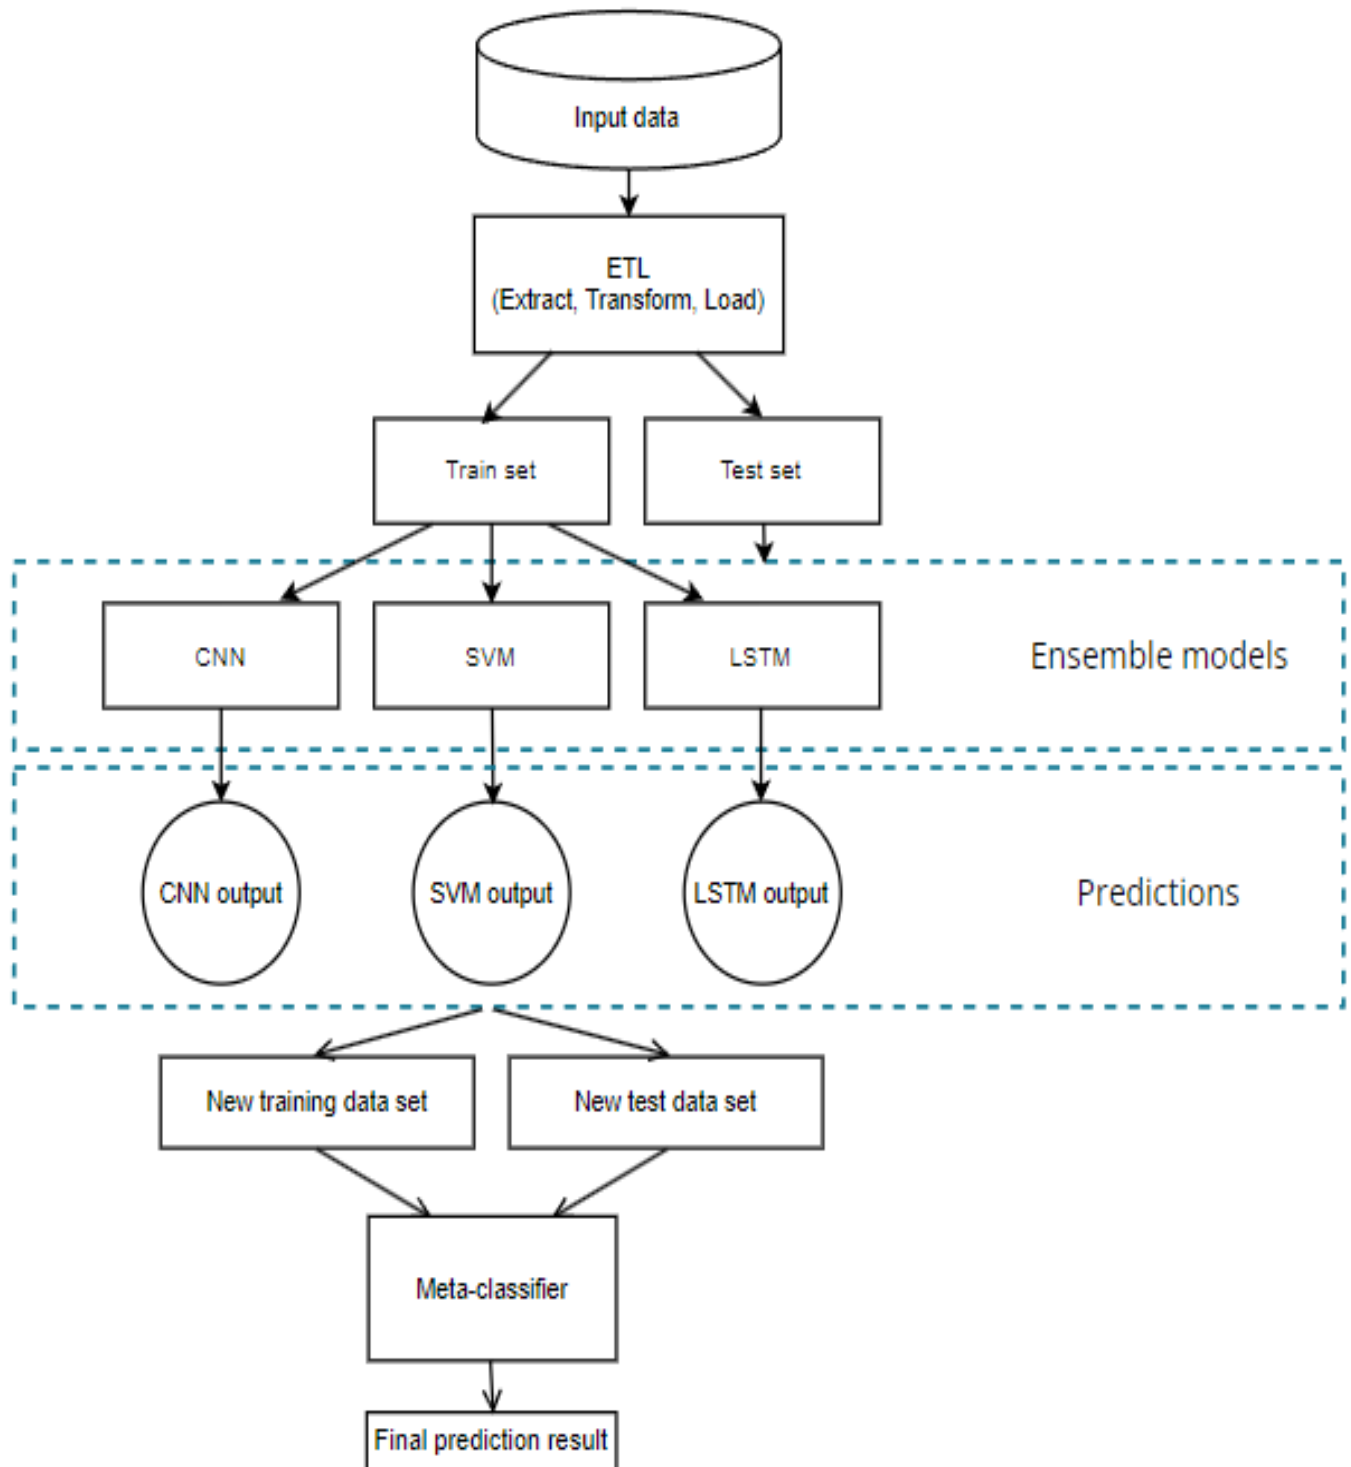 Input data
ETL
(Extract, Transform, Load)
Train set
Test set
CNN
SVM
LSTM
Ensemble models
CNN output
SVM output
LSTM output
Predictions
New training data set
New test data set
Meta-classifier
Final prediction result